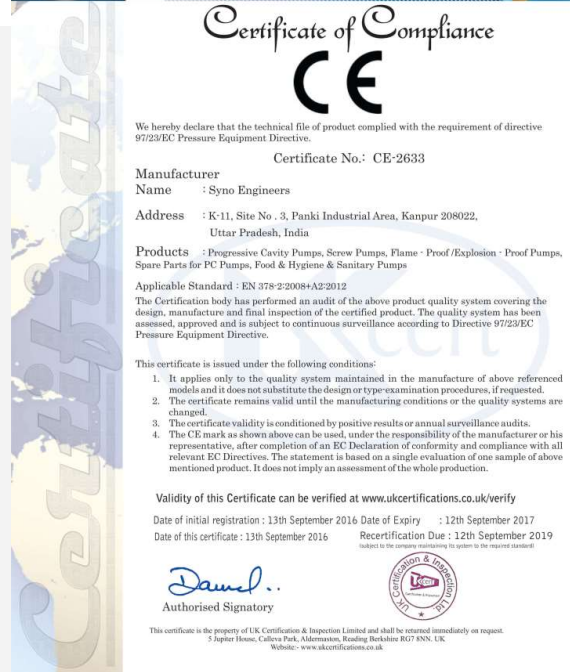 Certificate
Certificate of Compliance
CE
We hereby declare that the technical file of product complied with the requirement of directive
97/23/EC Pressure Equipment Directive.
Certificate No.: CE-2633
Manufacturer
Name : Syno Engineers
Address : K-11, Site No . 3, Panki Industrial Area, Kanpur 208022,
Uttar Pradesh, India
Products : Progressive Cavity Pumps, Screw Pumps, Flame - Proof /Explosion - Proof Pumps,
Spare Parts for PC Pumps, Food & Hygiene & Sanitary Pumps
Applicable Standard : EN 378-2:2008+A2:2012
The Certification body has performed an audit of the above product quality system covering the
design, manufacture and final inspection of the certified product. The quality system has been
assessed, approved and is subject to continuous surveillance according to Directive 97/23/EC
Pressure Equipment Directive.
This certificate is issued under the following conditions:
1. It applies only to the quality system maintained in the manufacture of above referenced
models and it does not substitute the design or type-examination procedures, if requested.
2. The certificate remains valid until the manufacturing conditions or the quality systems are
changed.
3. The certificate validity is conditioned by positive results or annual surveillance audits.
4. The CE mark as shown above can be used, under the responsibility of the manufacturer or his
representative, after completion of an EC Declaration of conformity and compliance with all
relevant EC Directives. The statement is based on a single evaluation of one sample of above
mentioned product. It does not imply an assessment of the whole production.
Validity of this Certificate can be verified at www.ukcertifications.co.uk/verify
Date of initial registration : 13th September 2016 Date of Expiry : 12th September 2017
Date of this certificate : 13th September 2016 Recertification Due : 12th September 2019
(subject to the company maintaining its system to the required standard)
UK Certification & Inspection Ltd.
Authorised Signatory
This certificate is the property of UK Certification & Inspection Limited and shall be returned immediately on request.
5 Jupiter House, Calleva Park, Aldermaston, Reading Berkshire RG7 8NN. UK
Website:- www.ukcertifications.co.uk